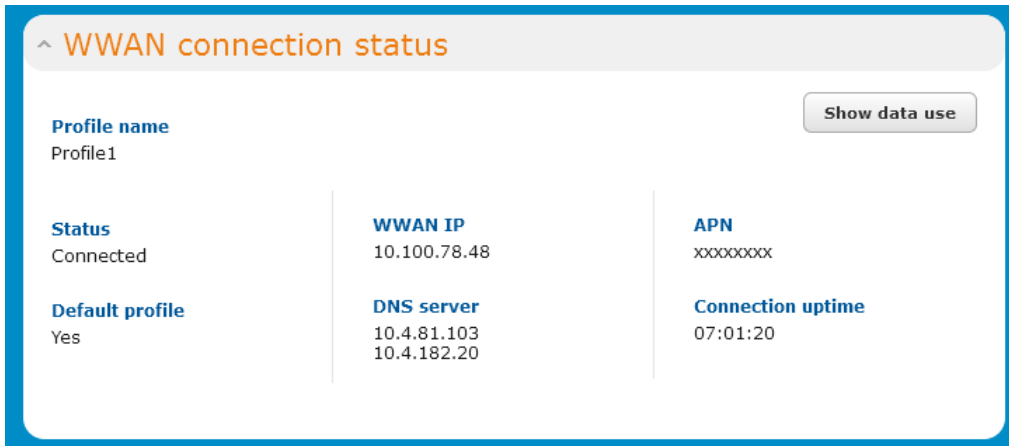 WWAN connection status
Show data use
Profile name
Profile1
Status
Connected
WWAN IP
10.100.78.48
APN
xxxxxxxx
Default profile
Yes
DNS server
10.4.81.103
10.4.182.20
Connection uptime
07:01:20